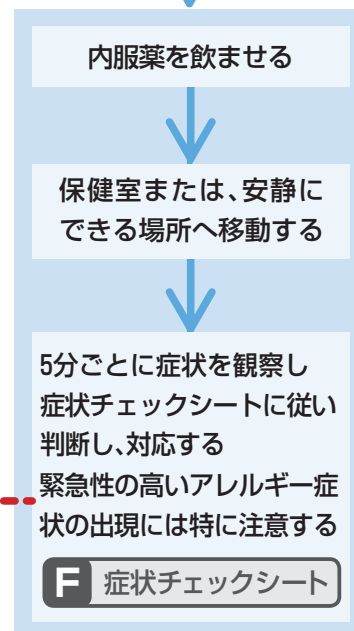 内服薬を飲ませる
保健室または、安静に
できる場所へ移動する
5分ごとに症状を観察し
症状チェックシートに従い
判断し、対応する
緊急性の高いアレルギー症
状の出現には特に注意する
F 症状チェックシート